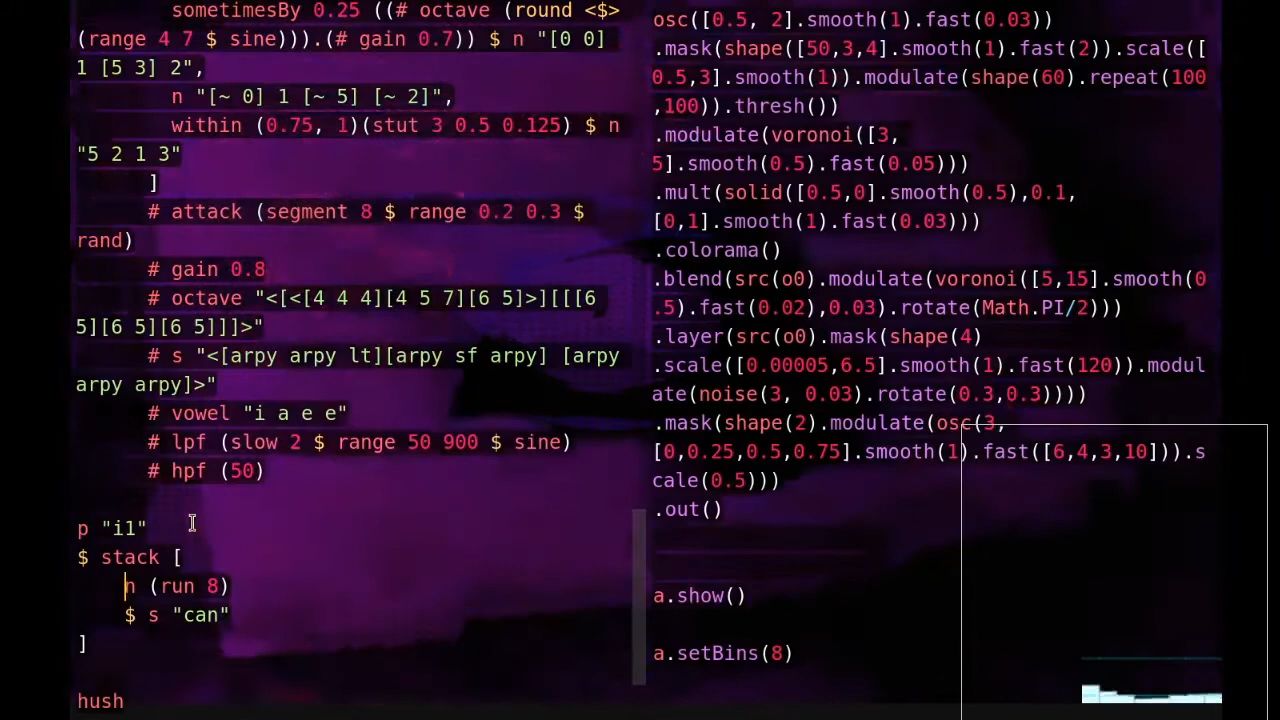 sometimesBy 0.25 ((# octave (round <$>
(range 4 7 $ sine))).(# gain 0.7)) $ n "[0 0]
1 [5 3] 2",
n "[~ 0] 1 [~ 5] [~ 2]",
within (0.75, 1)(stut 3 0.5 0.125) $ n
"5 2 1 3"
]
# attack (segment 8 $ range 0.2 0.3 $
rand)
# gain 0.8
# octave "<[<[4 4 4][4 5 7][6 5]>][[[6
5][6 5][6 5]]]>"
# s "<[arpy arpy lt][arpy sf arpy] [arpy
arpy arpy]>"
# vowel "i a e e"
# lpf (slow 2 $ range 50 900 $ sine)
# hpf (50)
p "i1"
$ stack [
n (run 8)
$ s "can"
]
hush
osc([0.5, 2].smooth(1).fast(0.03))
.mask(shape([50,3,4].smooth(1).fast(2)).scale([
0.5,3].smooth(1)).modulate(shape(60).repeat(100
,100)).thresh())
.modulate(voronoi([3,
5].smooth(0.5).fast(0.05)))
.mult(solid([0.5,0].smooth(0.5),0.1,
[0,1].smooth(1).fast(0.03)))
.colorama()
.blend(src(o0).modulate(voronoi([5,15].smooth(0
.5).fast(0.02),0.03).rotate(Math.PI/2)))
.layer(src(o0).mask(shape(4)
.scale([0.00005,6.5].smooth(1).fast(120)).modul
ate(noise(3, 0.03).rotate(0.3,0.3))))
.mask(shape(2).modulate(osc(3,
[0,0.25,0.5,0.75].smooth(1).fast([6,4,3,10])).s
cale(0.5)))
.out()
a.show()
a.setBins(8)